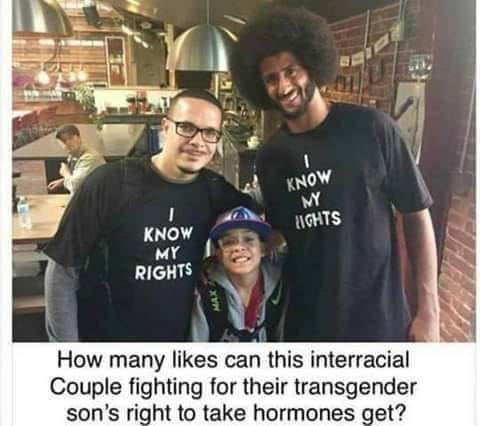 I
KNOW
MY
RIGHTS
I
KNOW
MY
RIGHTS
MAX
How many likes can this interracial
Couple fighting for their transgender
son's right to take hormones get?